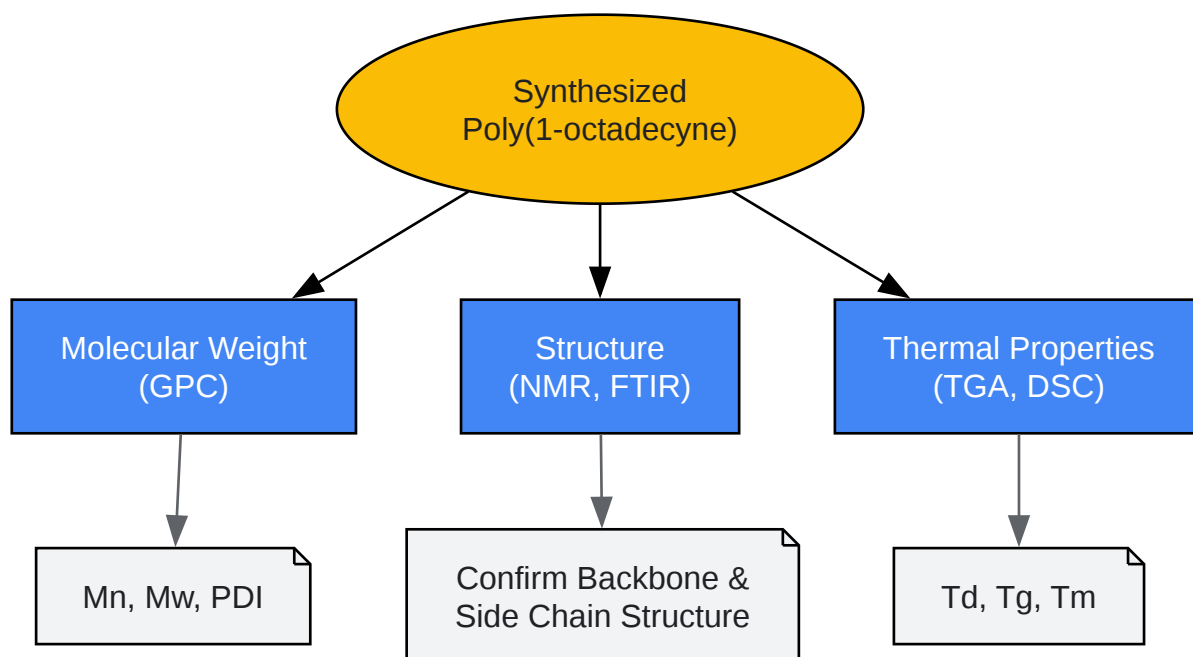 Synthesized
Poly(1-octadecyne)
Molecular Weight
(GPC)
Structure
(NMR, FTIR)
Thermal Properties
(TGA, DSC)
Mn, Mw, PDI
Confirm Backbone &
Side Chain Structure
Td, Tg, Tm